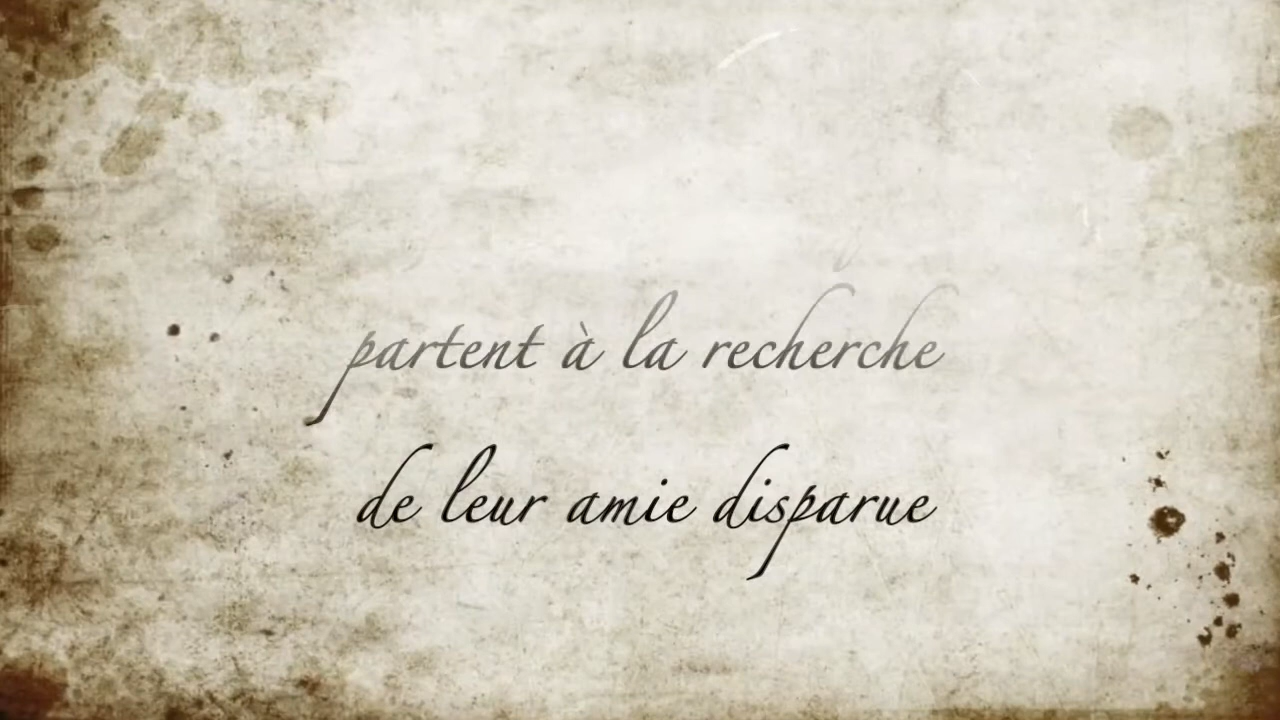 partent à la recherche
de leur amie disparue